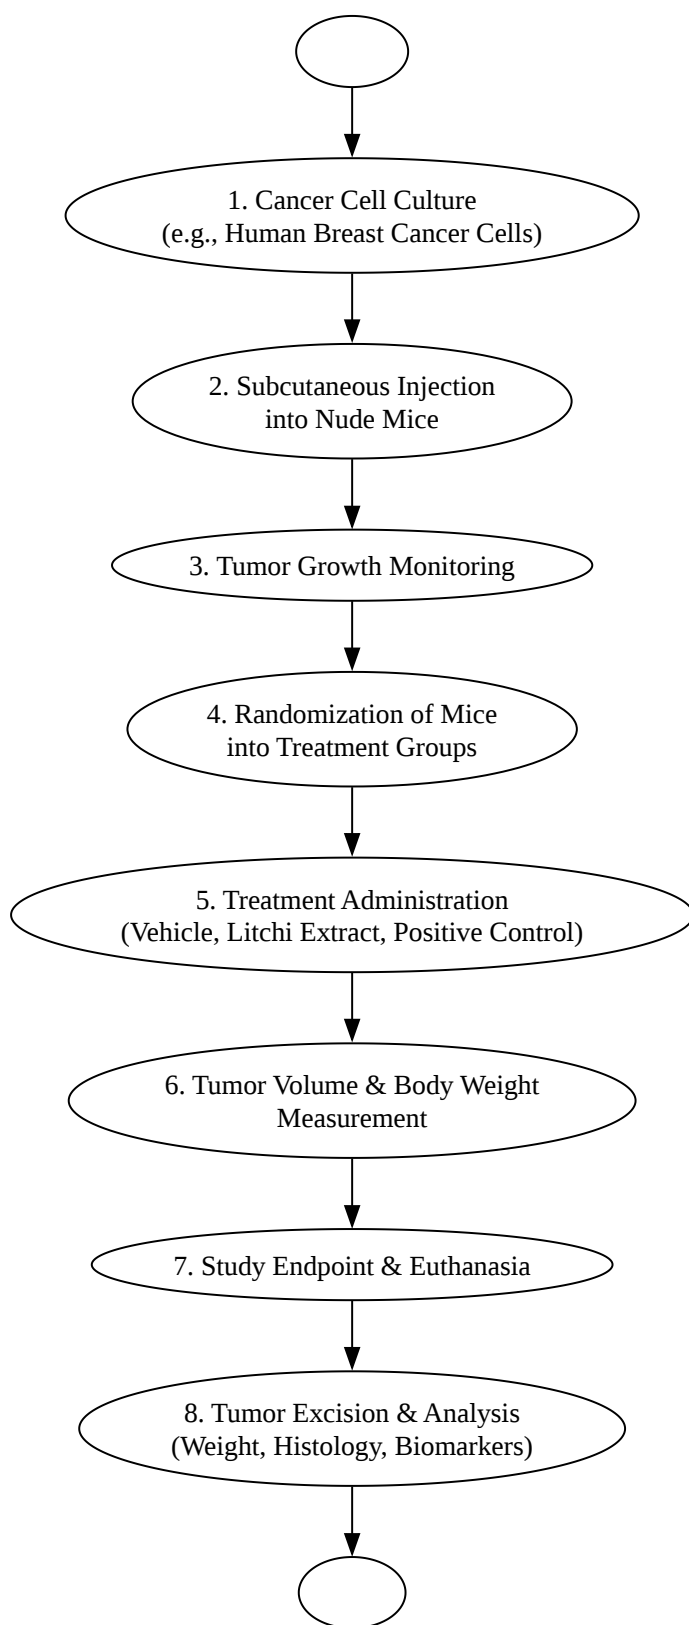 1. Cancer Cell Culture
(e.g., Human Breast Cancer Cells)
2. Subcutaneous Injection
into Nude Mice
3. Tumor Growth Monitoring
4. Randomization of Mice
into Treatment Groups
5. Treatment Administration
(Vehicle, Litchi Extract, Positive Control)
6. Tumor Volume & Body Weight
Measurement
7. Study Endpoint & Euthanasia
8. Tumor Excision & Analysis
(Weight, Histology, Biomarkers)